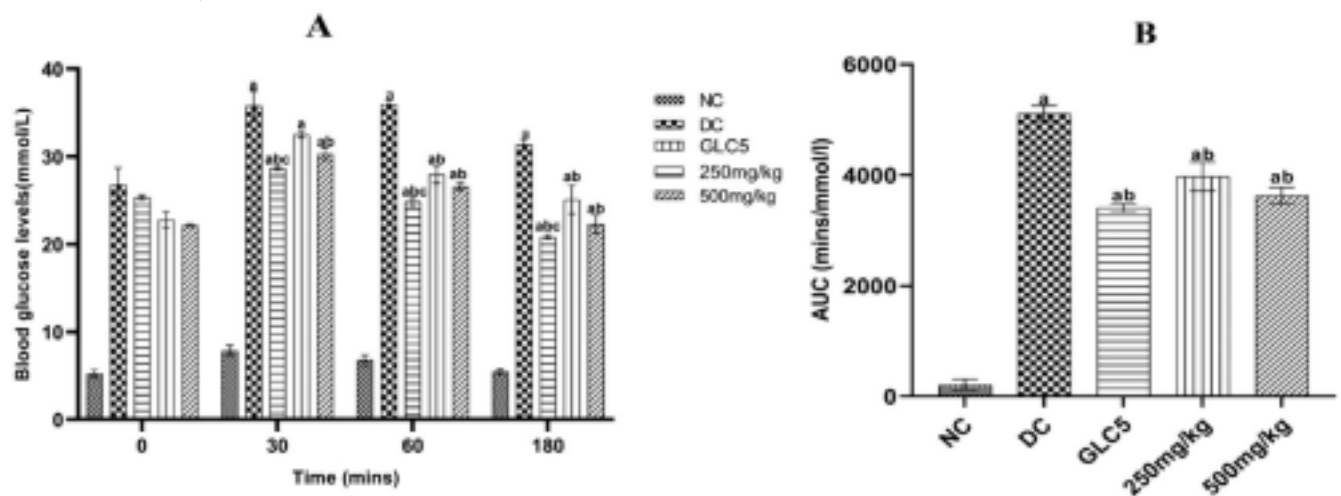 A
Blood glucose levels(mmol/L)
40
30
20
10
0
a
abc
a
ab
a
abc
ab
ab
a
abc
ab
ab
0
30
60
180
Time (mins)
NC
DC
GLC5
250mg/kg
500mg/kg
B
AUC (mins/mmol/l)
6000
4000
2000
0
a
ab
ab
ab
NC
DC
GLC5
250mg/kg
500mg/kg